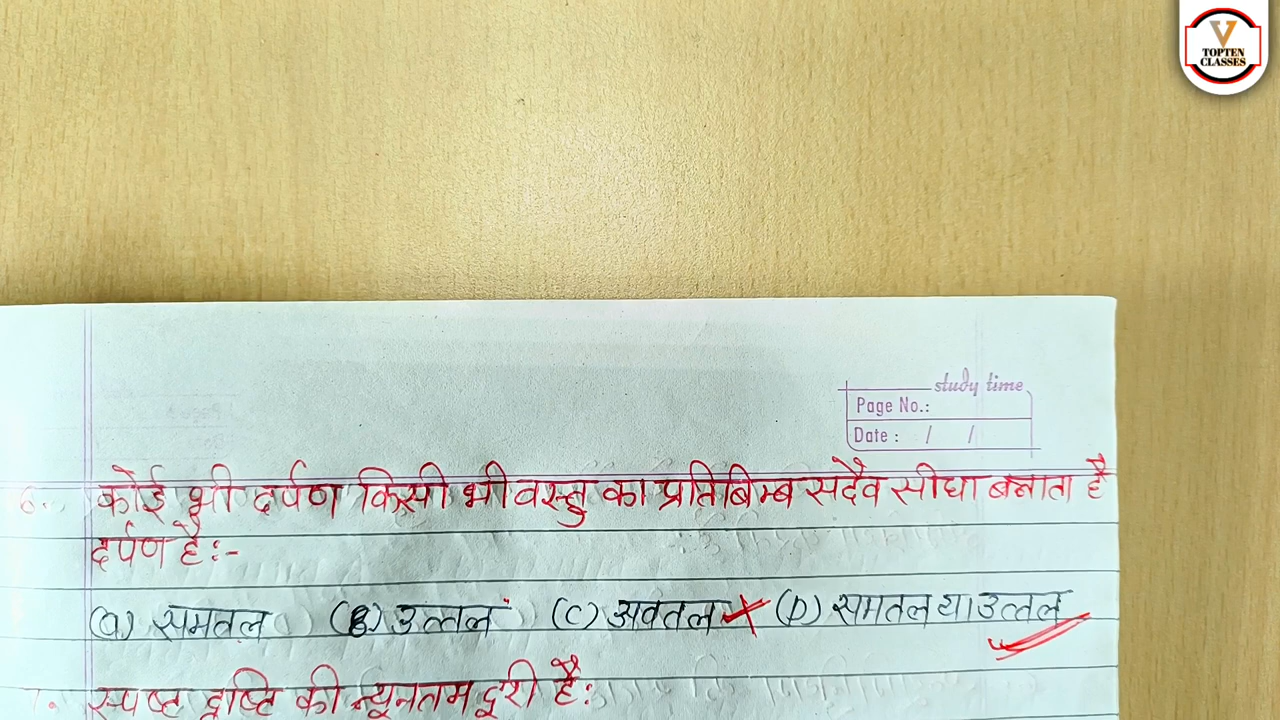 V
TOPTEN
CLASSES
study time
Page No.:
Date : / /
6. कोई भी दर्पण किसी भी वस्तु का प्रतिबिम्ब सदैव सीधा बनाता है
दर्पण है:-
(a) समतल (B) उत्तल (C) अवतल (D) समतल या उत्तल
7. स्पष्ट दृष्टि की न्यूनतम दूरी है: